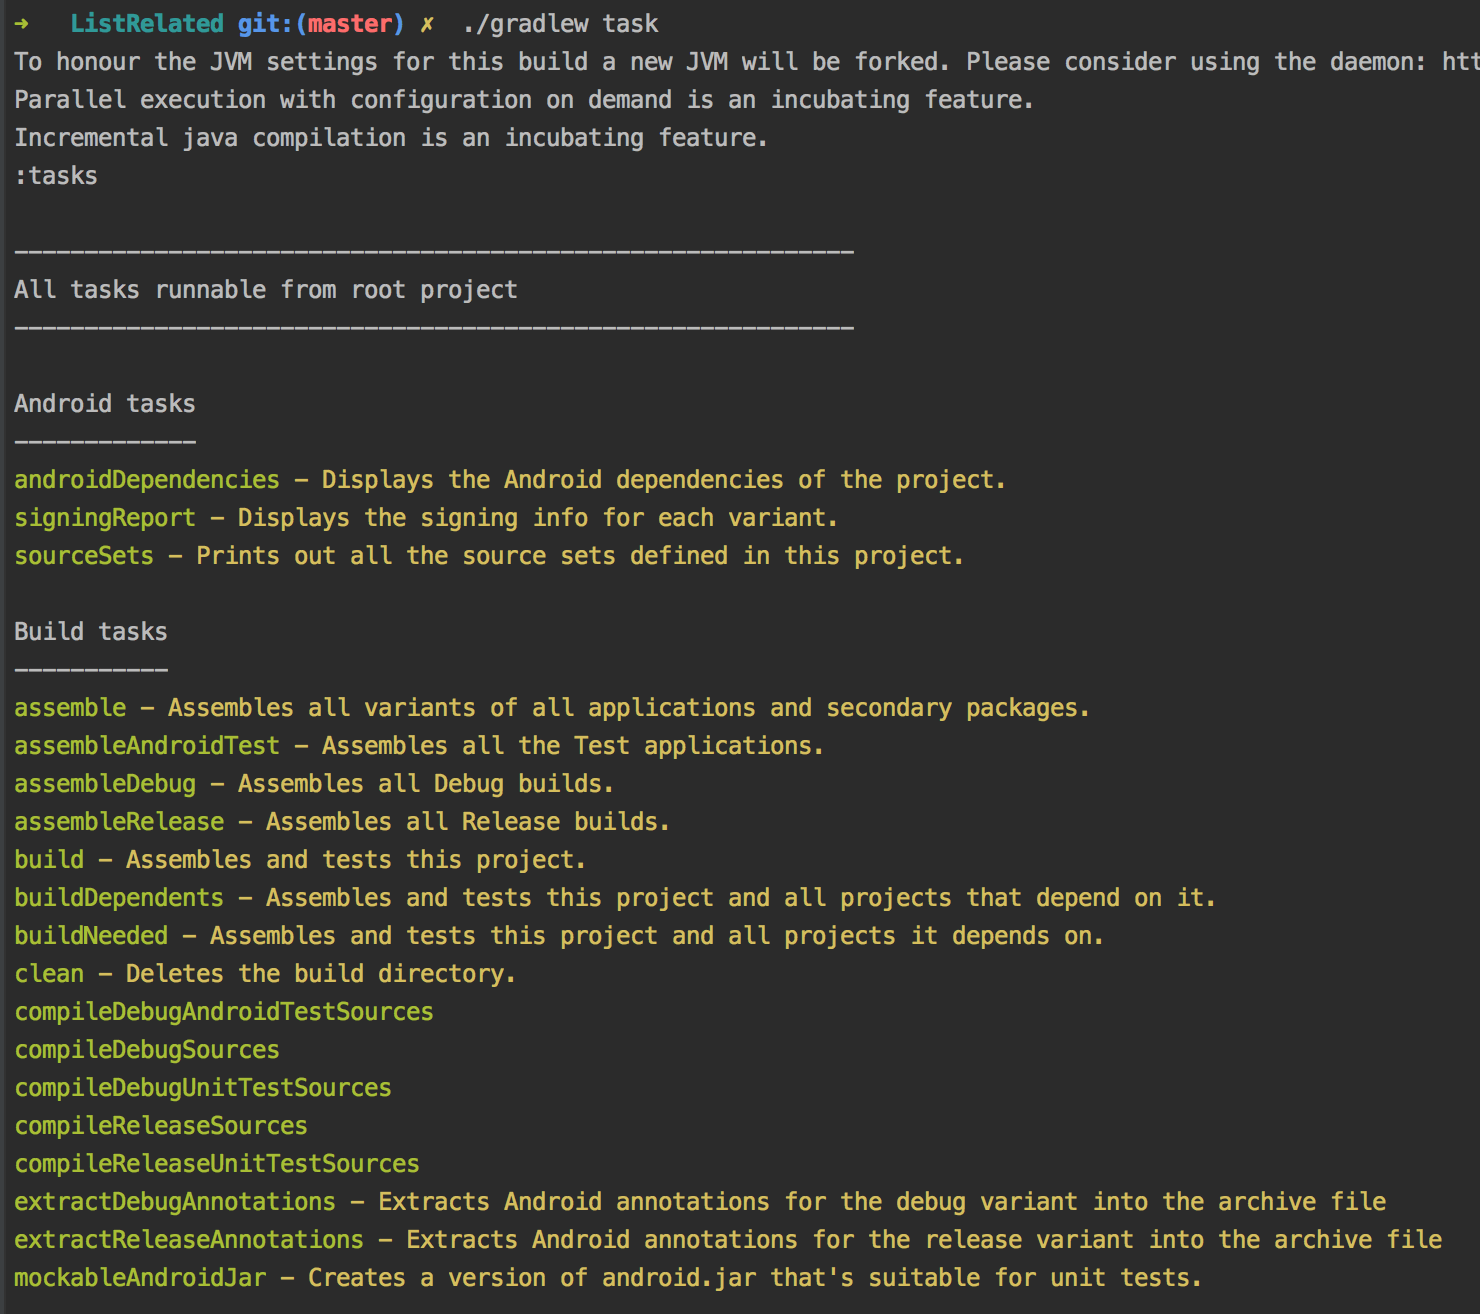 ➜   ListRelated git:(master) ✗  ./gradlew task
To honour the JVM settings for this build a new JVM will be forked. Please consider using the daemon: htt
Parallel execution with configuration on demand is an incubating feature.
Incremental java compilation is an incubating feature.
:tasks
------------------------------------------------------------
All tasks runnable from root project
------------------------------------------------------------
Android tasks
-------------
androidDependencies - Displays the Android dependencies of the project.
signingReport - Displays the signing info for each variant.
sourceSets - Prints out all the source sets defined in this project.
Build tasks
-----------
assemble - Assembles all variants of all applications and secondary packages.
assembleAndroidTest - Assembles all the Test applications.
assembleDebug - Assembles all Debug builds.
assembleRelease - Assembles all Release builds.
build - Assembles and tests this project.
buildDependents - Assembles and tests this project and all projects that depend on it.
buildNeeded - Assembles and tests this project and all projects it depends on.
clean - Deletes the build directory.
compileDebugAndroidTestSources
compileDebugSources
compileDebugUnitTestSources
compileReleaseSources
compileReleaseUnitTestSources
extractDebugAnnotations - Extracts Android annotations for the debug variant into the archive file
extractReleaseAnnotations - Extracts Android annotations for the release variant into the archive file
mockableAndroidJar - Creates a version of android.jar that's suitable for unit tests.